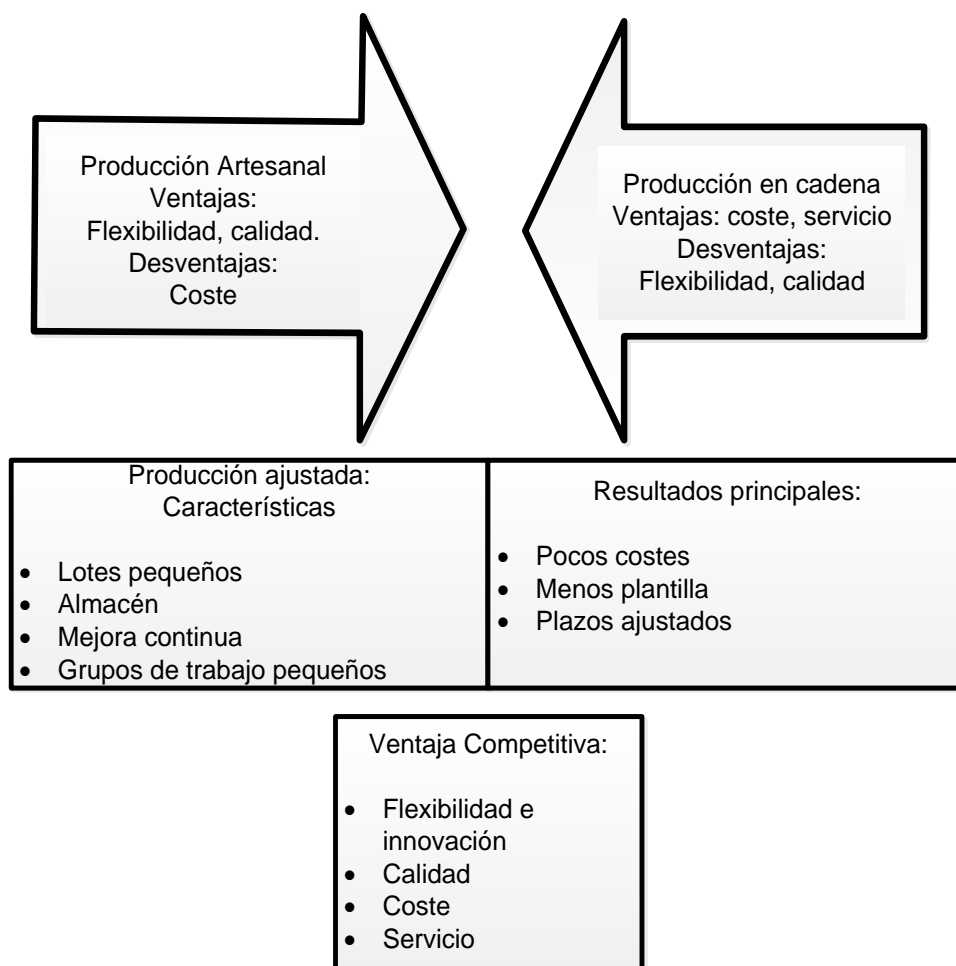 Producción Artesanal
Ventajas:
Flexibilidad, calidad.
Desventajas:
Coste
Producción en cadena
Ventajas: coste, servicio
Desventajas:
Flexibilidad, calidad
Producción ajustada:
Características
• Lotes pequeños
• Almacén
• Mejora continua
• Grupos de trabajo pequeños
Resultados principales:
• Pocos costes
• Menos plantilla
• Plazos ajustados
Ventaja Competitiva:
• Flexibilidad e
innovación
• Calidad
• Coste
• Servicio